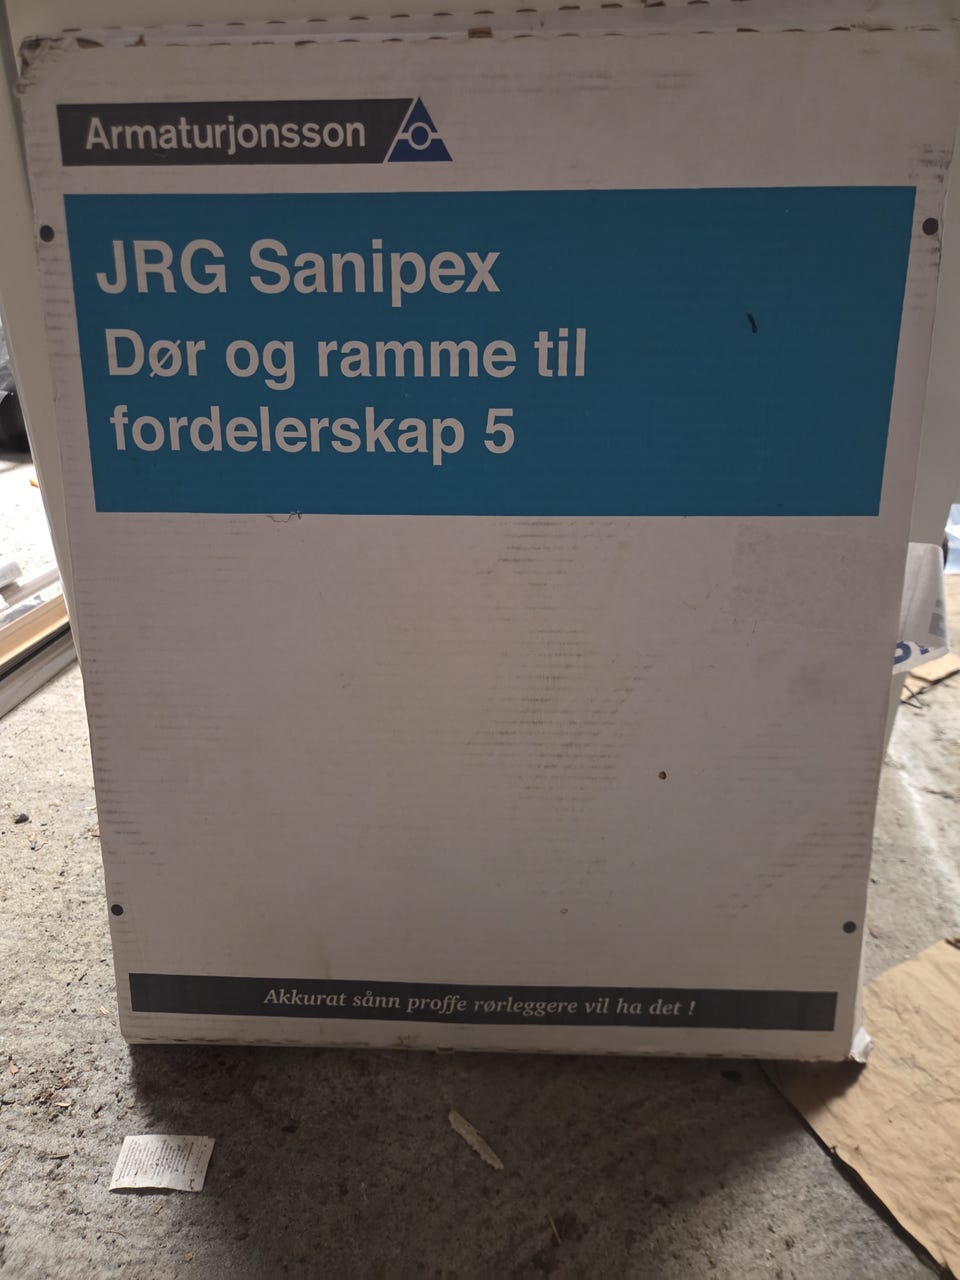 Armaturjonsson
JRG Sanipex
Dør og ramme til
fordelerskap 5
Akkurat sånn proffe rørleggere vil ha det !